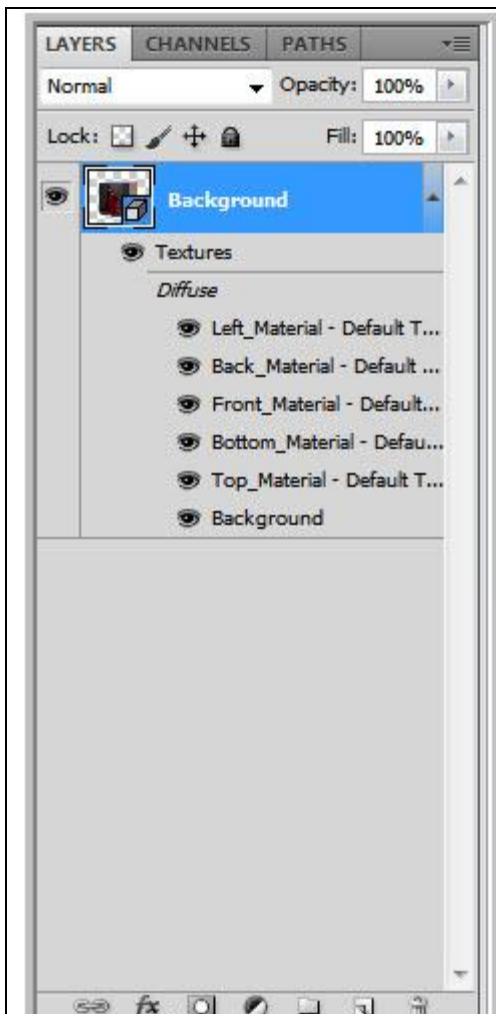 LAYERS CHANNELS PATHS
Normal Opacity: 100%
Lock: Fill: 100%
Background
Textures
Diffuse
Left_Material - Default T...
Back_Material - Default ...
Front_Material - Default...
Bottom_Material - Defau...
Top_Material - Default T...
Background
fx